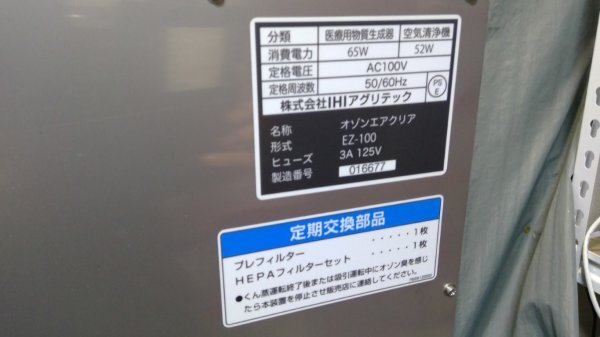 分類 医療用物質生成器 空気清浄機
消費電力 65W 52W
定格電圧 AC100V
定格周波数 50/60Hz
PS
E
株式会社IHIアグリテック
名称 オゾンエアクリア
形式 EZ-100
ヒューズ 3A 125V
製造番号 016677
定期交換部品
プレフィルター ・・・・・1枚
HEPAフィルターセット ・・・・・1枚
●くん蒸運転終了後または吸引運転中にオゾン臭を感じ
たら本装置を停止させ販売店に連絡してください。